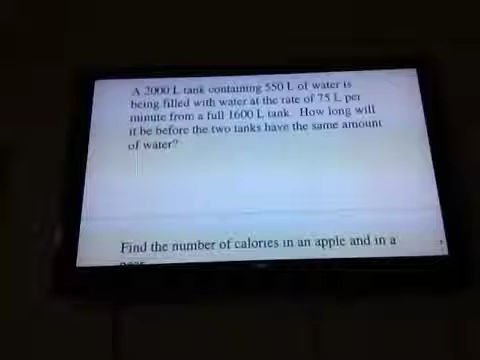 A 2000 L tank containing 550 L of water is
being filled with water at the rate of 75 L per
minute from a full 1600 L tank. How long will
it be before the two tanks have the same amount
of water?
Find the number of calories in an apple and in a